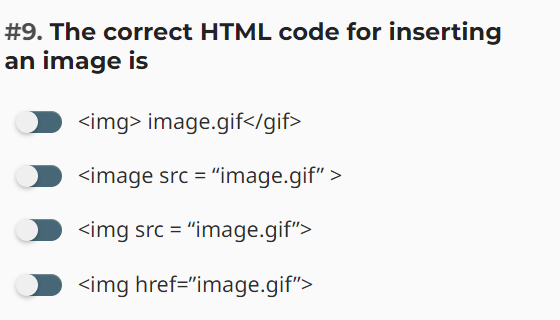 #9. The correct HTML code for inserting
an image is
<img> image.gif</gif>
<image src = “image.gif” >
<img src = “image.gif”>
<img href=”image.gif”>